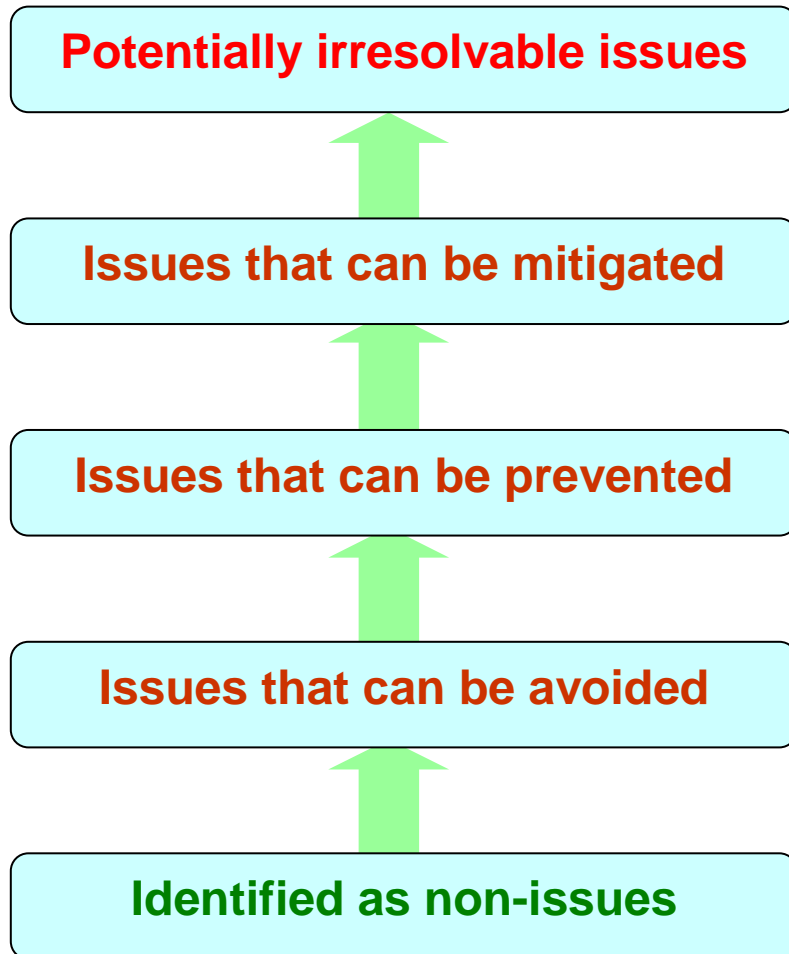 Potentially irresolvable issues
Issues that can be mitigated
Issues that can be prevented
Issues that can be avoided
Identified as non-issues